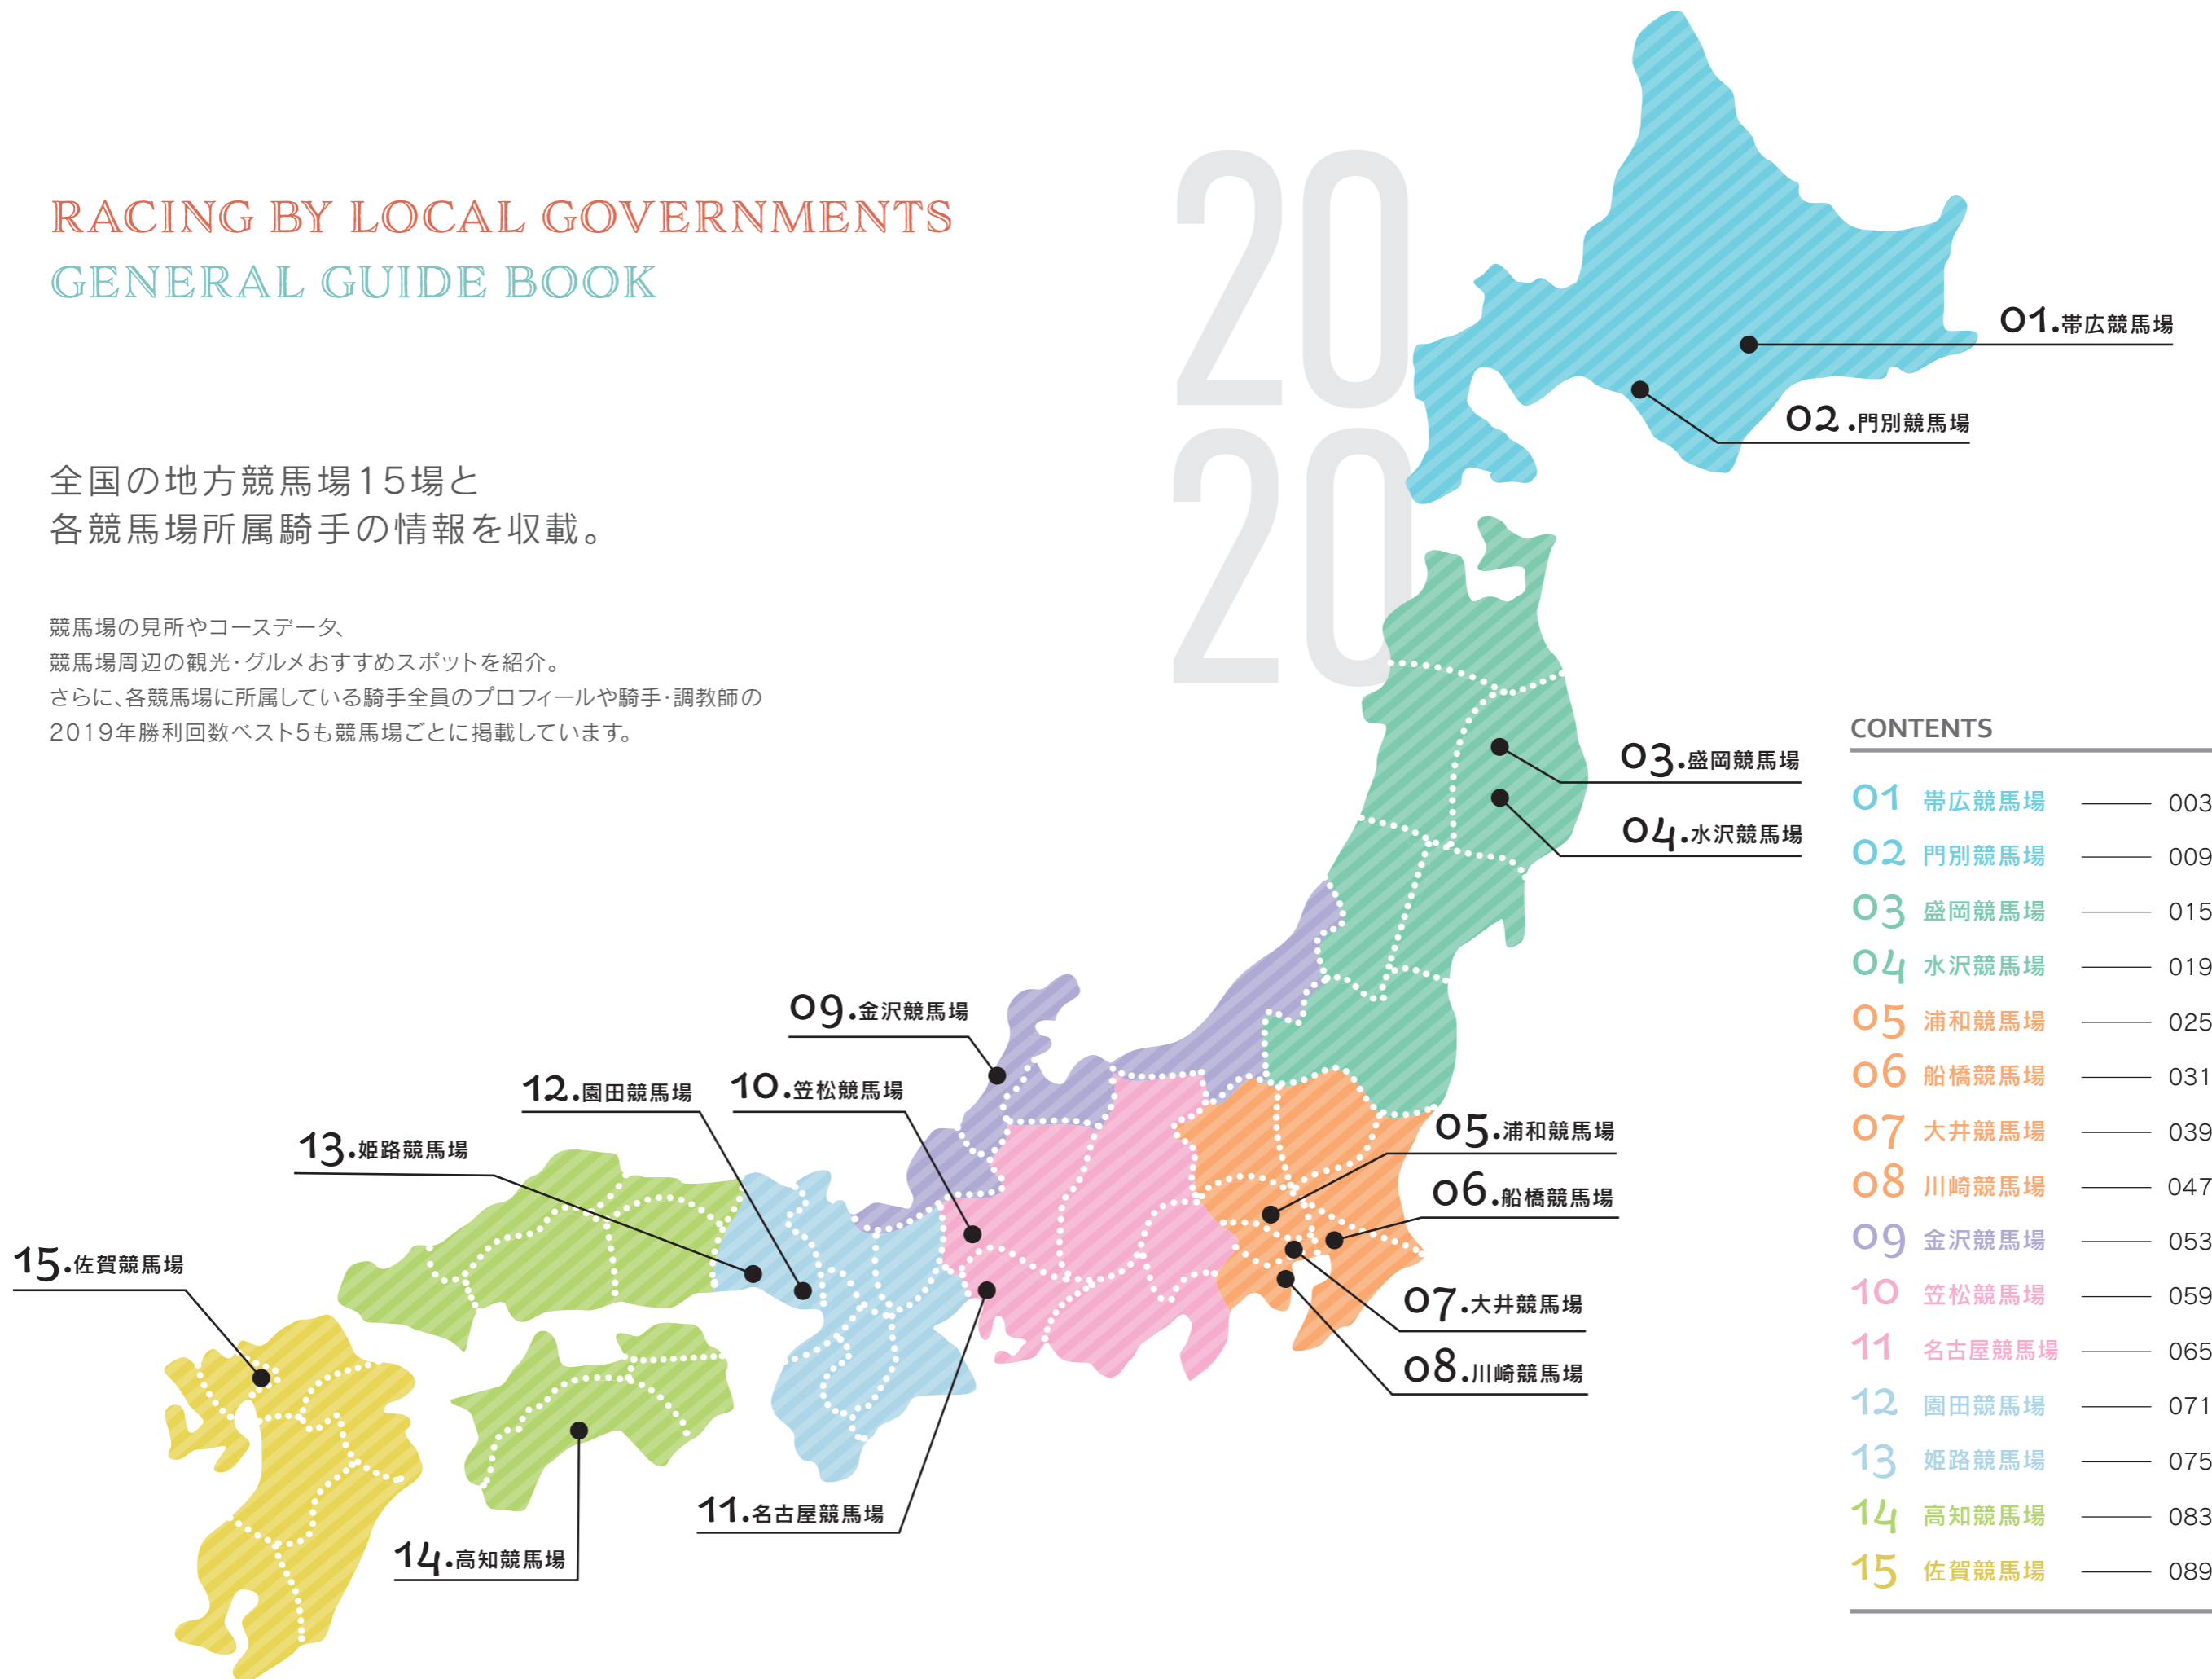 RACING BY LOCAL GOVERNMENTS
GENERAL GUIDE BOOK
20
20
全国の地方競馬場15場と
各競馬場所属騎手の情報を収載。
競馬場の見所やコースデータ、
競馬場周辺の観光・グルメおすすめスポットを紹介。
さらに、各競馬場に所属している騎手全員のプロフィールや騎手・調教師の
2019年勝利回数ベスト5も競馬場ごとに掲載しています。
01.帯広競馬場
02.門別競馬場
03.盛岡競馬場
04.水沢競馬場
05.浦和競馬場
06.船橋競馬場
07.大井競馬場
08.川崎競馬場
09.金沢競馬場
10.笠松競馬場
11.名古屋競馬場
12.園田競馬場
13.姫路競馬場
14.高知競馬場
15.佐賀競馬場
CONTENTS
01 帯広競馬場 003
02 門別競馬場 009
03 盛岡競馬場 015
04 水沢競馬場 019
05 浦和競馬場 025
06 船橋競馬場 031
07 大井競馬場 039
08 川崎競馬場 047
09 金沢競馬場 053
10 笠松競馬場 059
11 名古屋競馬場 065
12 園田競馬場 071
13 姫路競馬場 075
14 高知競馬場 083
15 佐賀競馬場 089